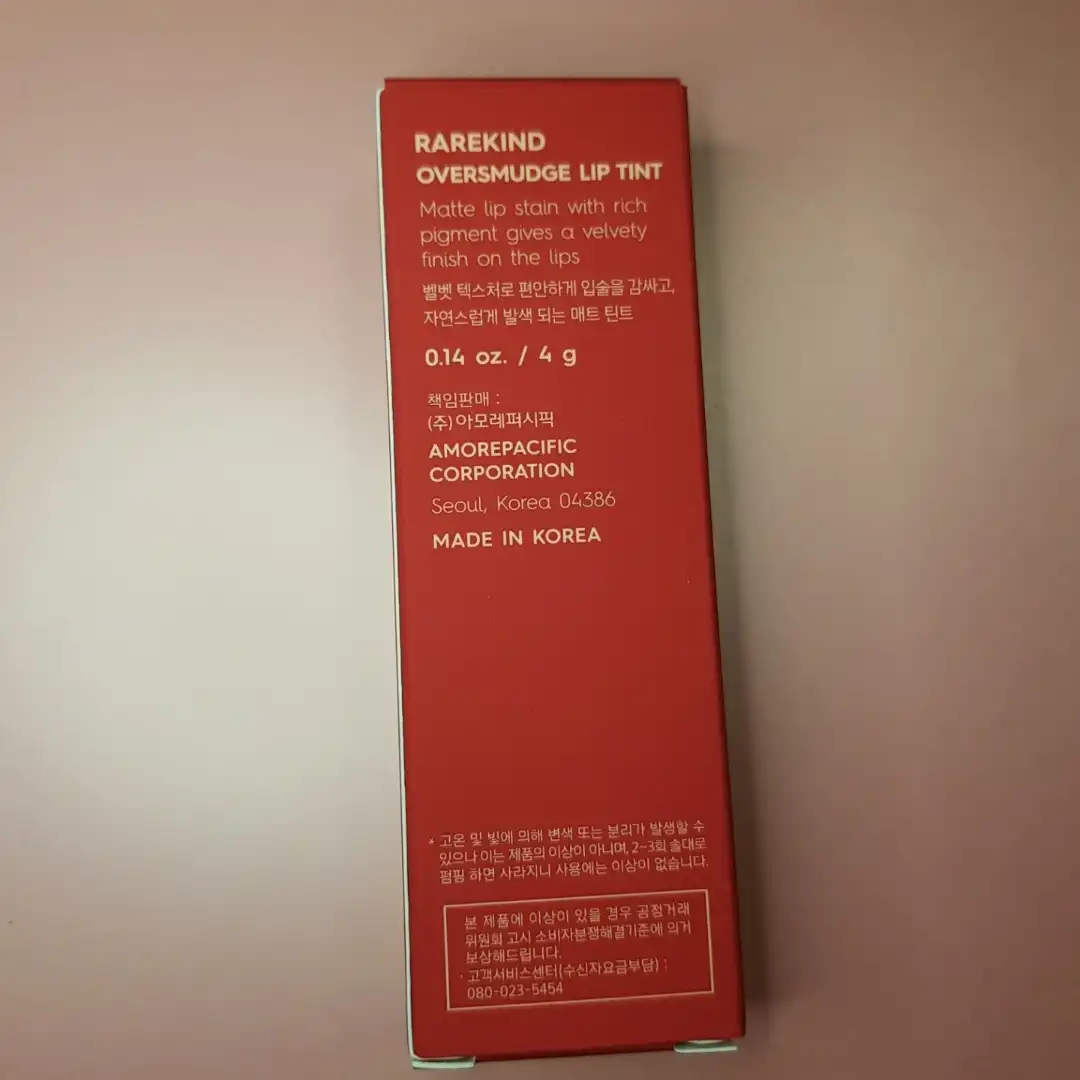 RAREKIND
OVERSMUDGE LIP TINT
Matte lip stain with rich
pigment gives a velvety
finish on the lips
벨벳 텍스처로 편안하게 입술을 감싸고,
자연스럽게 발색 되는 매트 틴트
0.14 oz. / 4 g
책임판매 :
(주)아모레퍼시픽
AMOREPACIFIC
CORPORATION
Seoul, Korea 04386
MADE IN KOREA
* 고온 및 빛에 의해 변색 또는 분리가 발생할 수
있으나 이는 제품의 이상이 아니며, 2~3회 솔대로
펌핑 하면 사라지니 사용에는 이상이 없습니다.
본 제품에 이상이 있을 경우 공정거래
위원회 고시 소비자분쟁해결기준에 의거
보상해드립니다.
· 고객서비스센터(수신자요금부담) :
080-023-5454